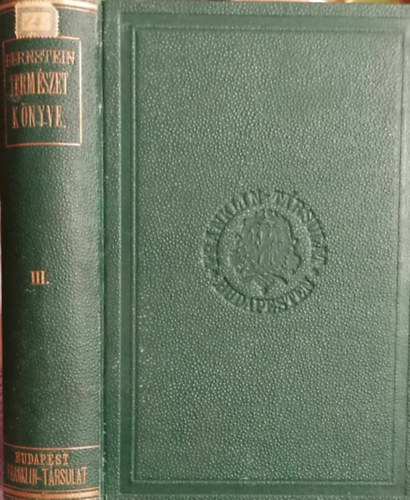 BERNSTEIN
TERMÉSZET
KÖNYVE.
III.
BUDAPEST
FRANKLIN-TÁRSULAT
FRANKLIN-TÁRSULAT
BUDAPESTEN